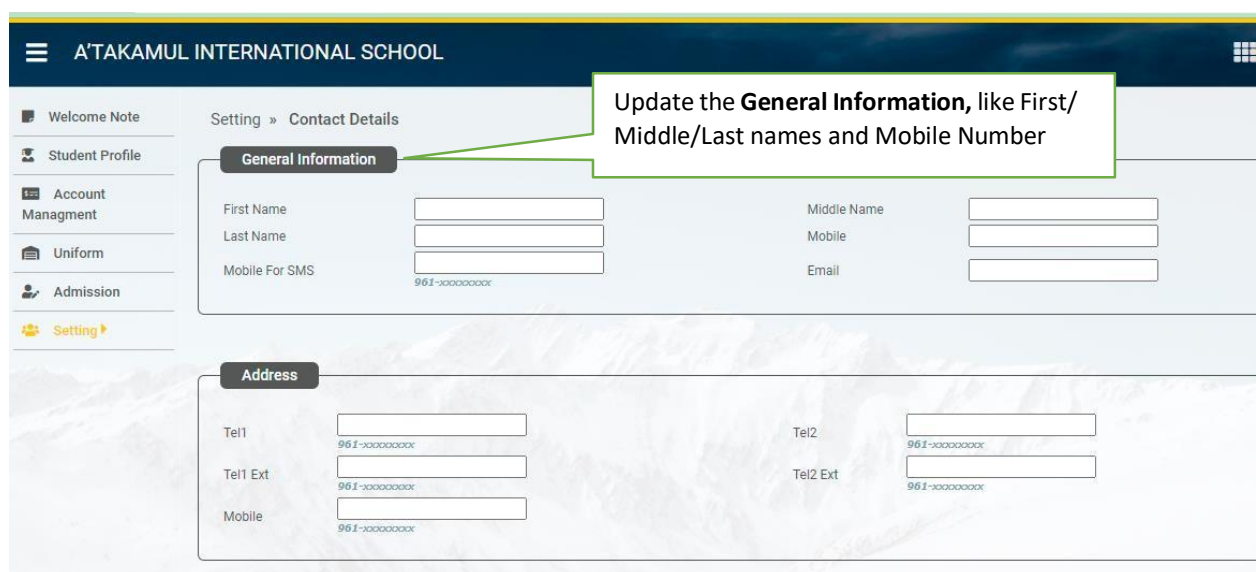 A'TAKAMUL INTERNATIONAL SCHOOL
Update the General Information, like First/
Middle/Last names and Mobile Number
Welcome Note
Student Profile
Account
Managment
Uniform
Admission
Setting
Setting » Contact Details
General Information
First Name
Middle Name
Last Name
Mobile
Mobile For SMS
961-xxxxxxxx
Email
Address
Tel1
961-xxxxxxxx
Tel2
961-xxxxxxxx
Tel1 Ext
961-xxxxxxxx
Tel2 Ext
961-xxxxxxxx
Mobile
961-xxxxxxxx